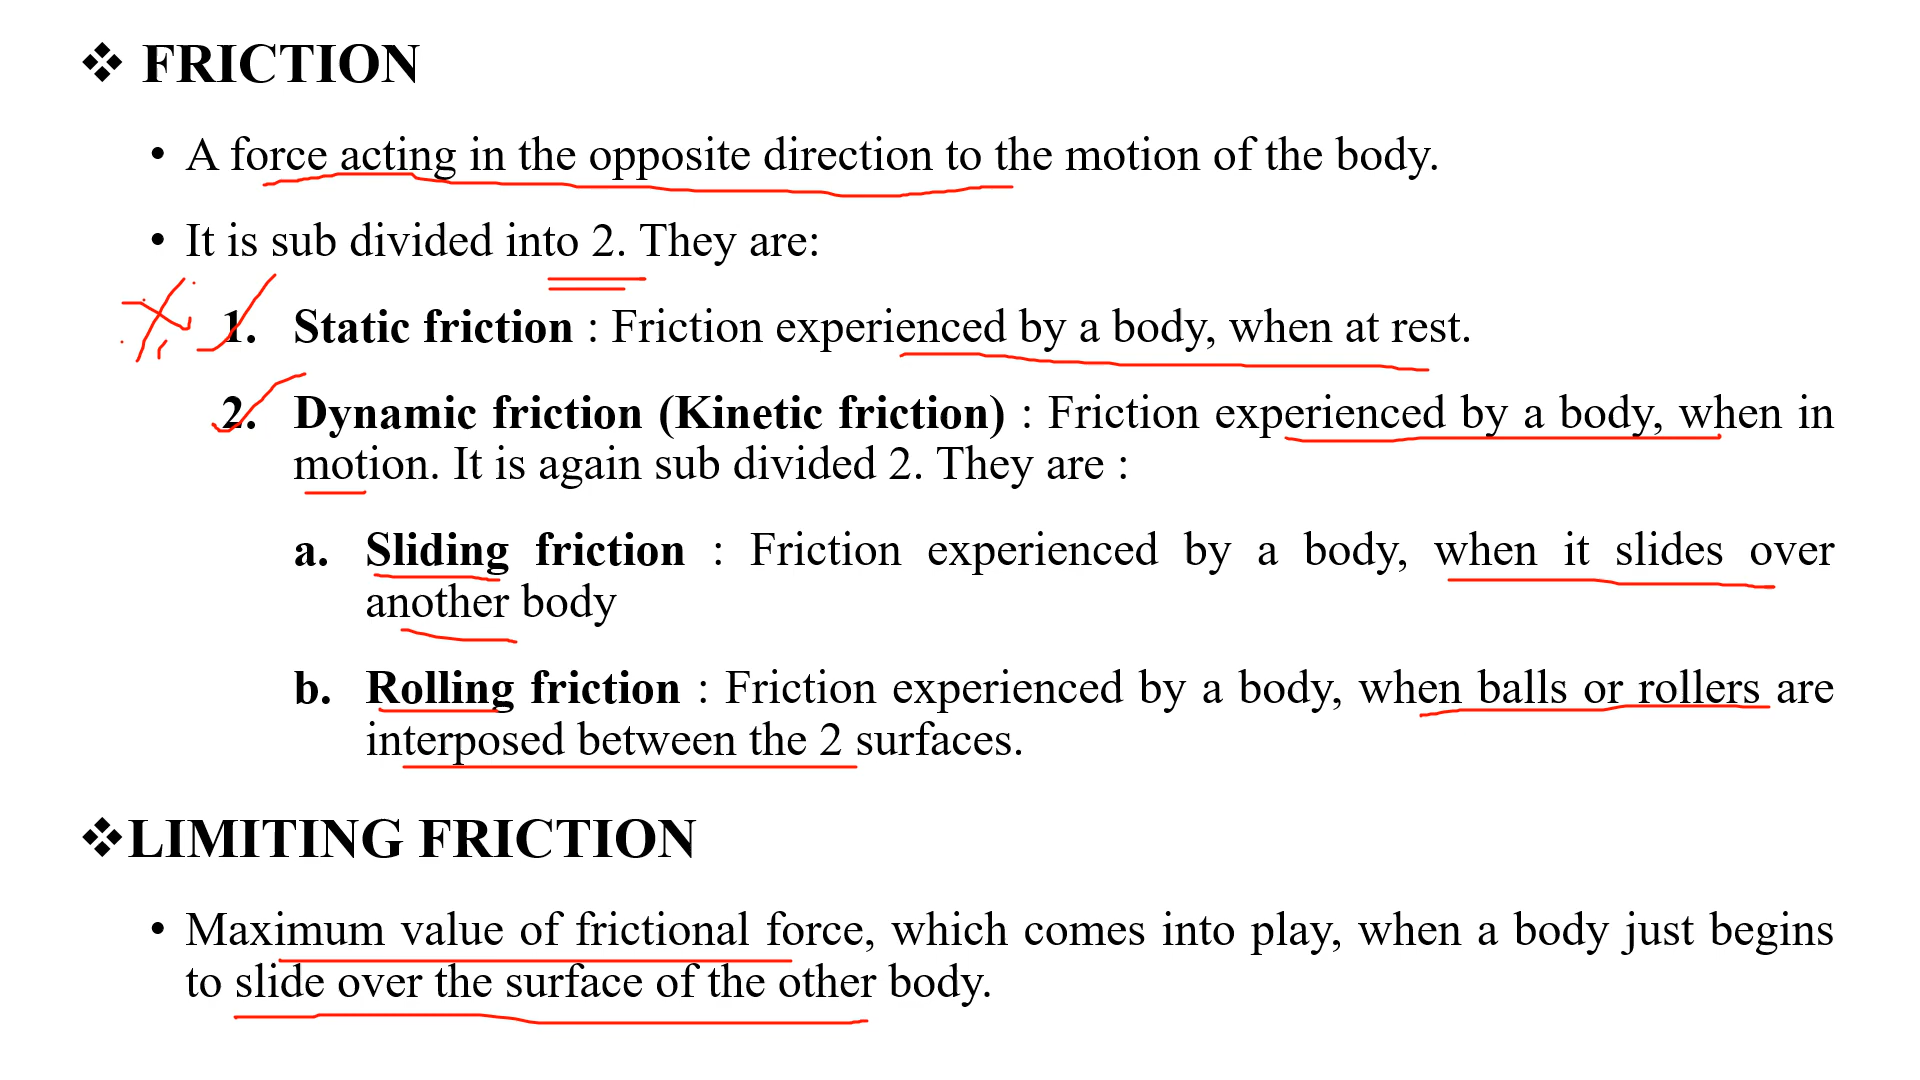 ❖ FRICTION
• A force acting in the opposite direction to the motion of the body.
• It is sub divided into 2. They are:
1. Static friction : Friction experienced by a body, when at rest.
2. Dynamic friction (Kinetic friction) : Friction experienced by a body, when in
motion. It is again sub divided 2. They are :
a. Sliding friction : Friction experienced by a body, when it slides over
another body
b. Rolling friction : Friction experienced by a body, when balls or rollers are
interposed between the 2 surfaces.
❖LIMITING FRICTION
• Maximum value of frictional force, which comes into play, when a body just begins
to slide over the surface of the other body.